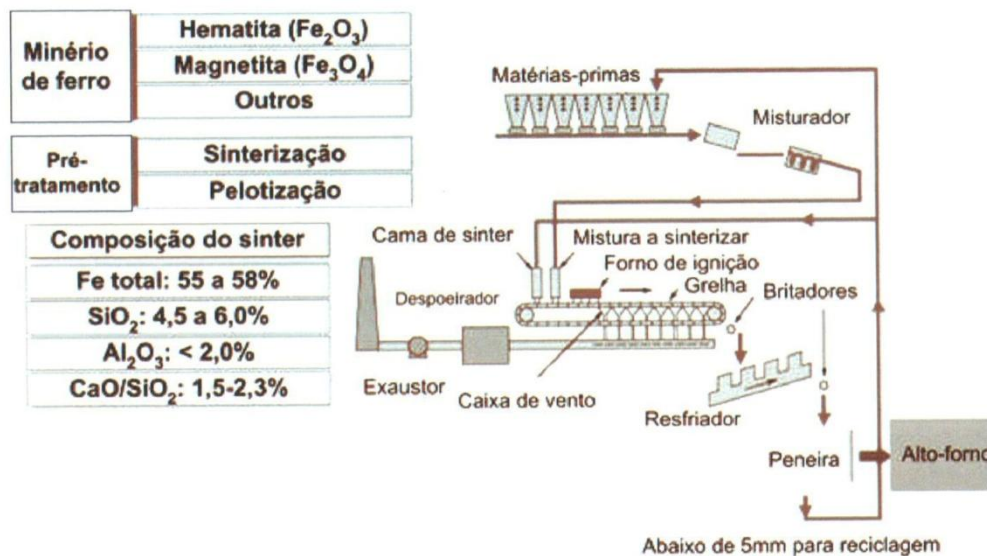 Minério
de ferro
Hematita (Fe₂O₃)
Magnetita (Fe₃O₄)
Outros
Pré-
tratamento
Sinterização
Pelotização
Composição do sinter
Fe total: 55 a 58%
SiO₂: 4,5 a 6,0%
Al₂O₃: < 2,0%
CaO/SiO₂: 1,5-2,3%
Matérias-primas
Misturador
Cama de sinter
Mistura a sinterizar
Forno de ignição
Grelha
Britadores
Despoeirador
Exaustor
Caixa de vento
Resfriador
Peneira
Alto-forno
Abaixo de 5mm para reciclagem